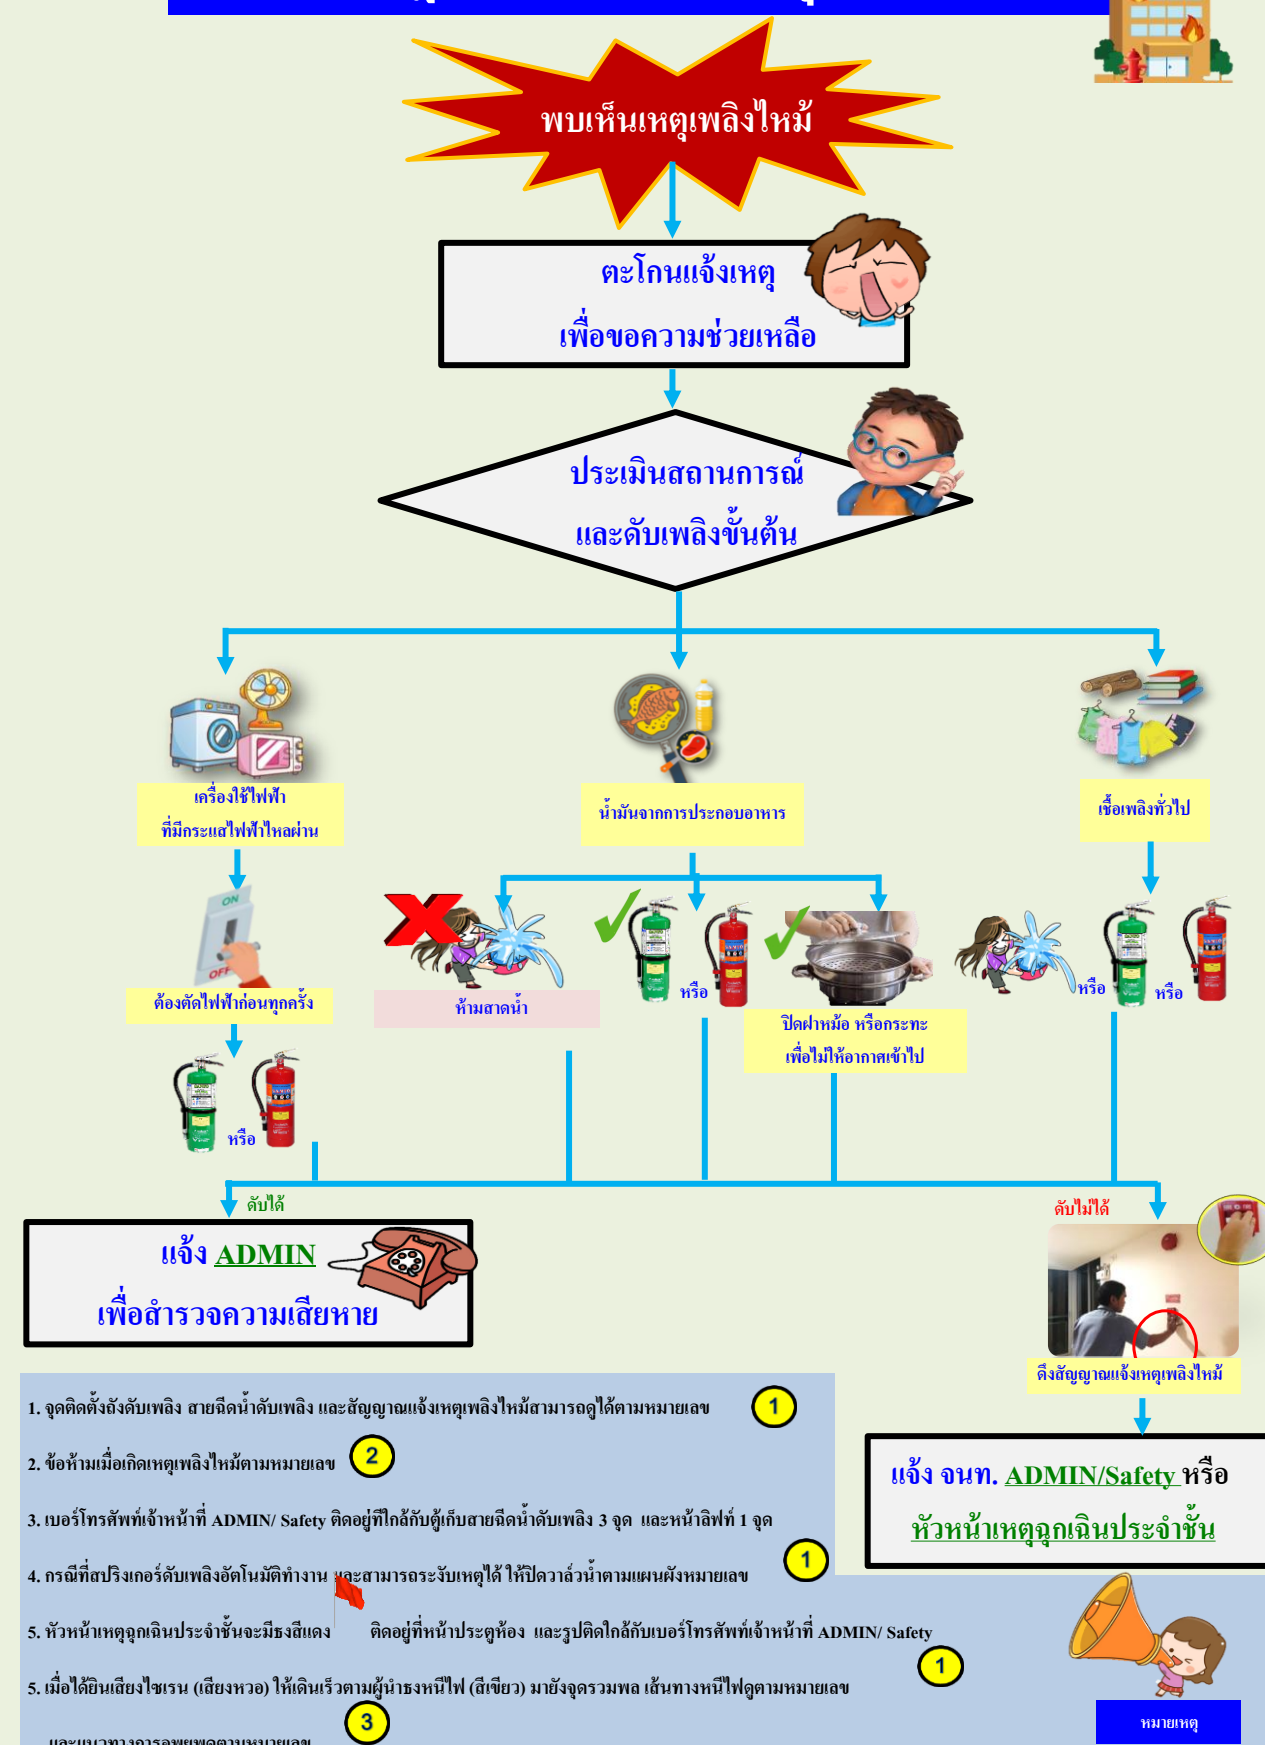 พบเห็นเหตุเพลิงไหม้
ตะโกนแจ้งเหตุ
เพื่อขอความช่วยเหลือ
ประเมินสถานการณ์
และดับเพลิงขั้นต้น
เครื่องใช้ไฟฟ้า
ที่มีกระแสไฟฟ้าไหลผ่าน
น้ำมันจากการประกอบอาหาร
เชื้อเพลิงทั่วไป
ON
OFF
ต้องตัดไฟฟ้าก่อนทุกครั้ง
ห้ามสาดน้ำ
หรือ
ปิดฝาหม้อ หรือกระทะ
เพื่อไม่ให้อากาศเข้าไป
หรือ
หรือ
หรือ
ดับได้
ดับไม่ได้
แจ้ง ADMIN
เพื่อสำรวจความเสียหาย
ดึงสัญญาณแจ้งเหตุเพลิงไหม้
แจ้ง จนท. ADMIN/Safety หรือ
หัวหน้าเหตุฉุกเฉินประจำชั้น
1. จุดติดตั้งถังดับเพลิง สายฉีดน้ำดับเพลิง และสัญญาณแจ้งเหตุเพลิงไหม้สามารถดูได้ตามหมายเลข 1
2. ข้อห้ามเมื่อเกิดเหตุเพลิงไหม้ตามหมายเลข 2
3. เบอร์โทรศัพท์เจ้าหน้าที่ ADMIN/ Safety ติดอยู่ที่ใกล้กับตู้เก็บสายฉีดน้ำดับเพลิง 3 จุด และหน้าลิฟท์ 1 จุด
4. กรณีที่สปริงเกอร์ดับเพลิงอัตโนมัติทำงาน และสามารถระงับเหตุได้ ให้ปิดวาล์วน้ำตามแผนผังหมายเลข 1
5. หัวหน้าเหตุฉุกเฉินประจำชั้นจะมีธงสีแดง ติดอยู่ที่หน้าประตูห้อง และรูปติดใกล้กับเบอร์โทรศัพท์เจ้าหน้าที่ ADMIN/ Safety
5. เมื่อได้ยินเสียงไซเรน (เสียงหวอ) ให้เดินเร็วตามผู้นำธงหนีไฟ (สีเขียว) มายังจุดรวมพล เส้นทางหนีไฟดูตามหมายเลข 1
และแนวทางการอพยพดูตามหมายเลข 3
หมายเหตุ